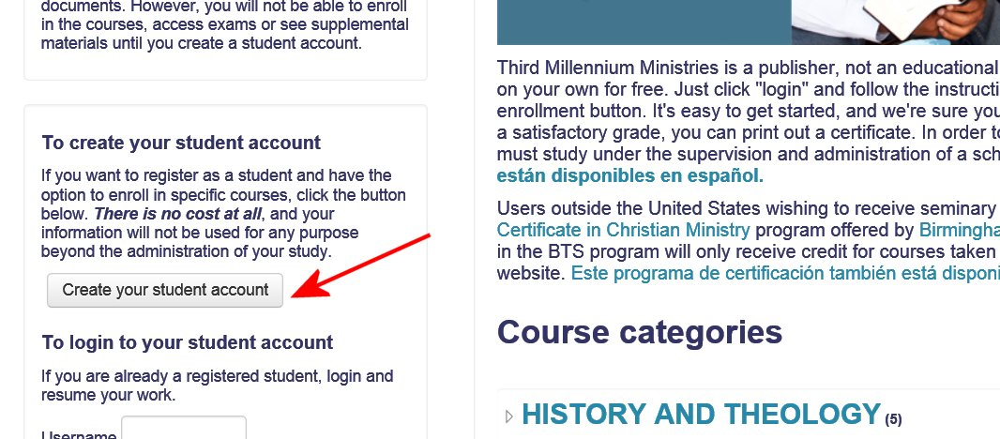 documents. However, you will not be able to enroll
in the courses, access exams or see supplemental
materials until you create a student account.
To create your student account
If you want to register as a student and have the
option to enroll in specific courses, click the button
below. There is no cost at all, and your
information will not be used for any purpose
beyond the administration of your study.
Create your student account
To login to your student account
If you are already a registered student, login and
resume your work.
Username
Third Millennium Ministries is a publisher, not an educational
on your own for free. Just click "login" and follow the instructi
enrollment button. It's easy to get started, and we're sure you
a satisfactory grade, you can print out a certificate. In order to
must study under the supervision and administration of a sch
están disponibles en español.
Users outside the United States wishing to receive seminary
Certificate in Christian Ministry program offered by Birmingha
in the BTS program will only receive credit for courses taken
website. Este programa de certificación también está disponi
Course categories
HISTORY AND THEOLOGY (5)